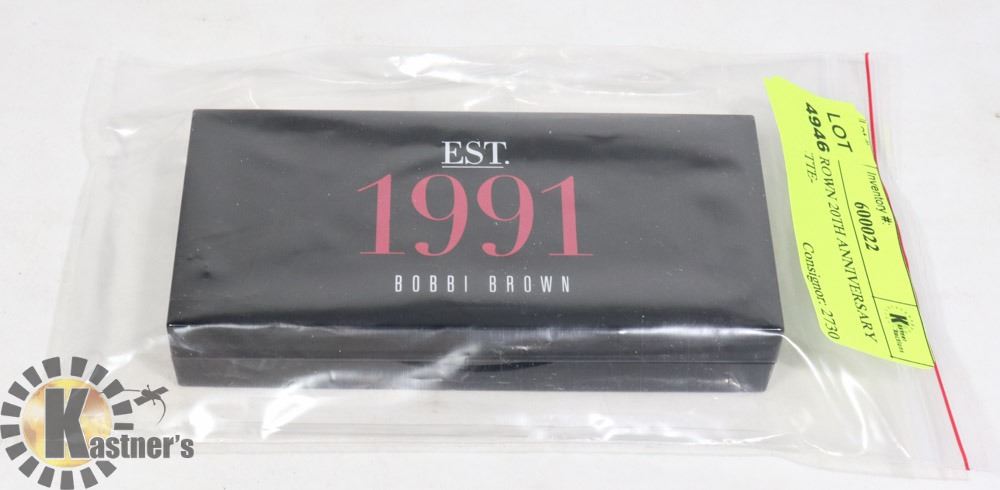 EST.
1991
BOBBI BROWN
LOT
4946
Inventory #:
600022
ROWN 20TH ANNIVERSARY
TTE-
Consignor: 2730
Kastner's